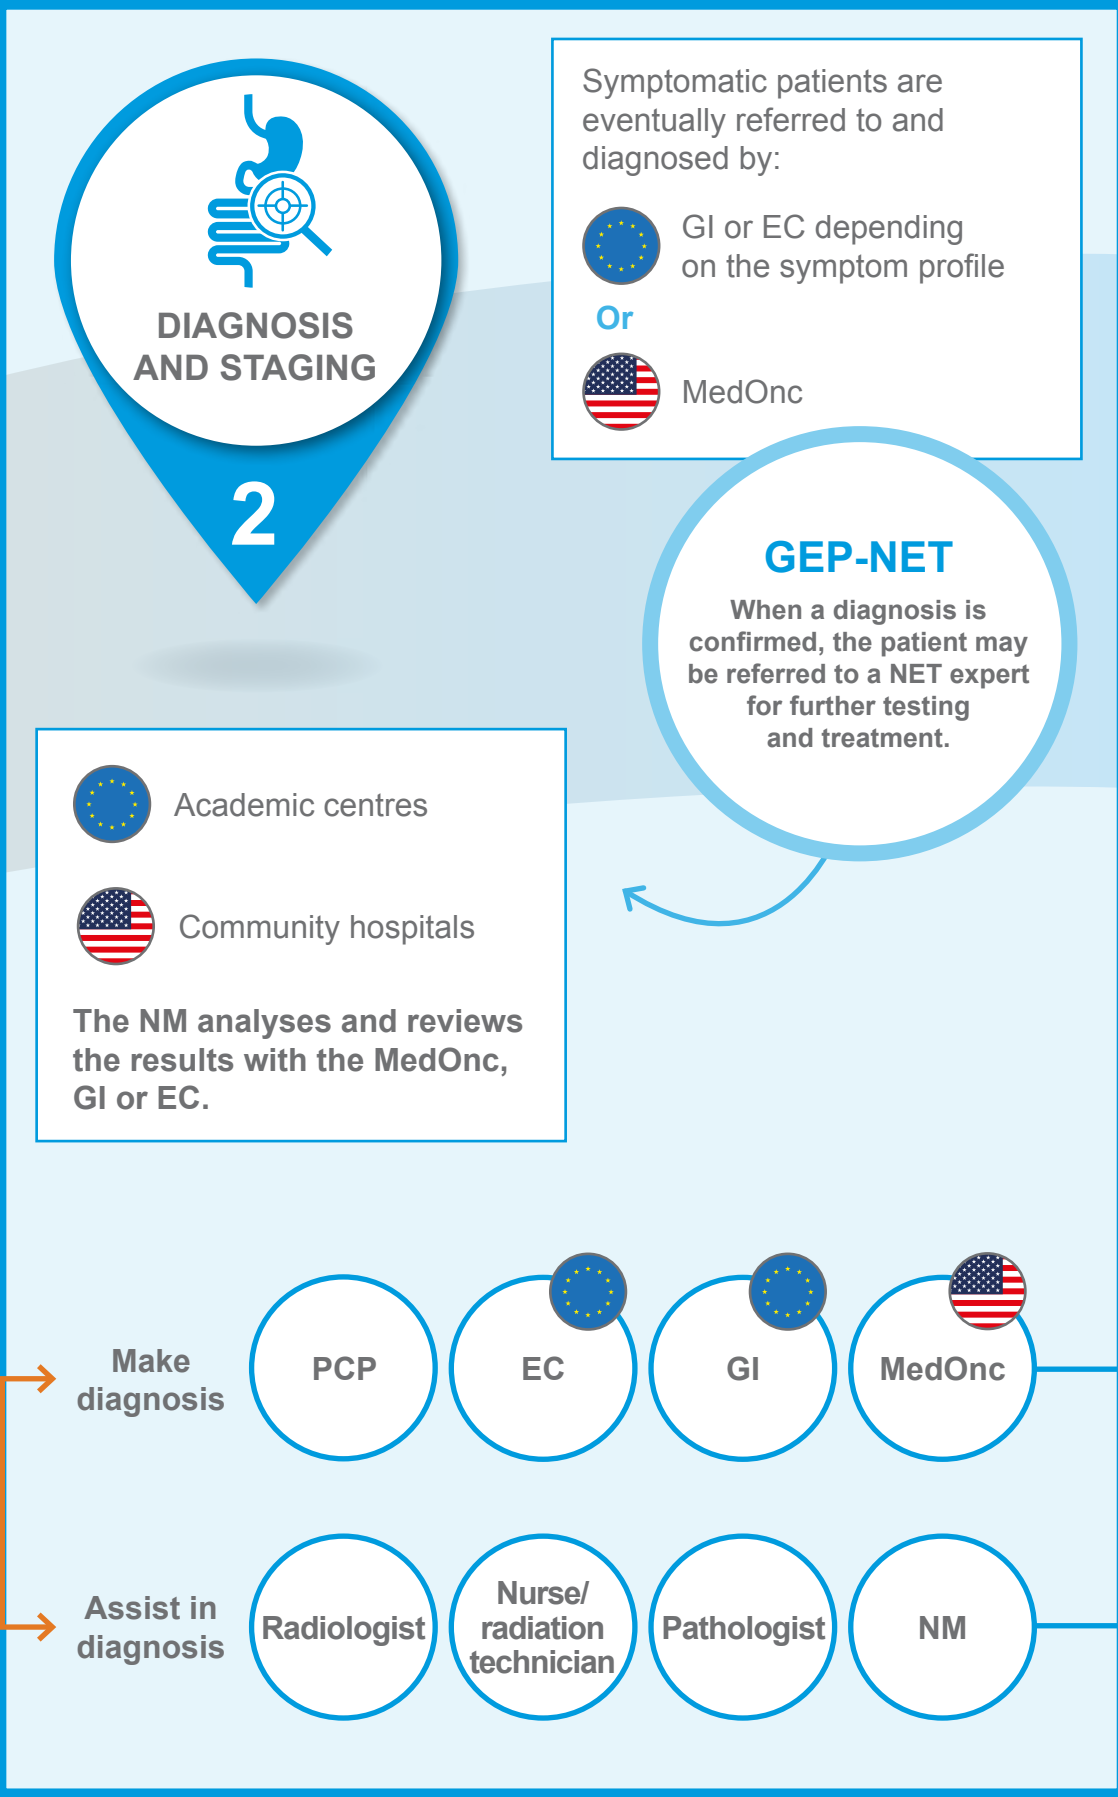 DIAGNOSIS
AND STAGING
2
Symptomatic patients are
eventually referred to and
diagnosed by:
GI or EC depending
on the symptom profile
Or
MedOnc
GEP-NET
When a diagnosis is
confirmed, the patient may
be referred to a NET expert
for further testing
and treatment.
Academic centres
Community hospitals
The NM analyses and reviews
the results with the MedOnc,
GI or EC.
Make
diagnosis
PCP
EC
GI
MedOnc
Assist in
diagnosis
Radiologist
Nurse/
radiation
technician
Pathologist
NM